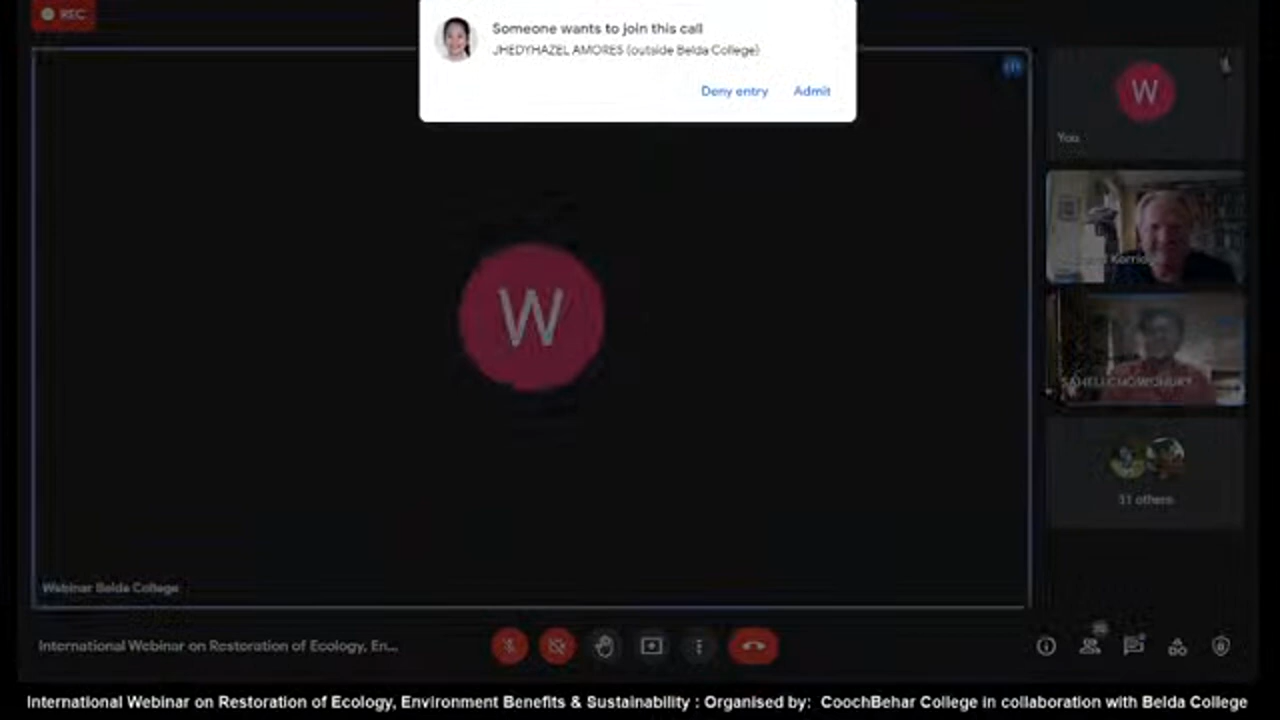 REC
Someone wants to join this call
JHEDYHAZEL AMORES (outside Belda College)
Deny entry Admit
W
You
W
SAHELI CHOWDHURY
11 others
Webinar Belda College
International Webinar on Restoration of Ecology, En...
International Webinar on Restoration of Ecology, Environment Benefits & Sustainability : Organised by: CoochBehar College in collaboration with Belda College